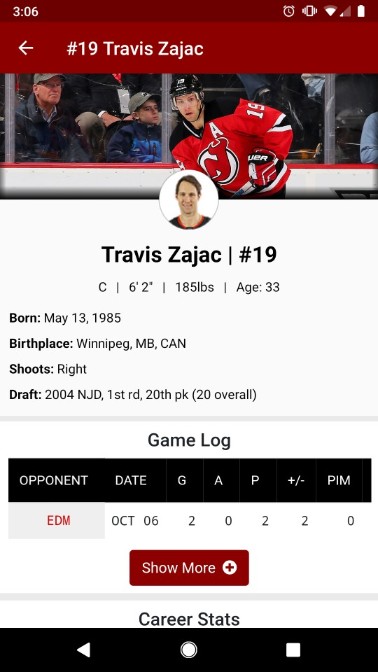 3:06
#19 Travis Zajac
19
A
19
BAUER
Travis Zajac | #19
C | 6' 2" | 185lbs | Age: 33
Born: May 13, 1985
Birthplace: Winnipeg, MB, CAN
Shoots: Right
Draft: 2004 NJD, 1st rd, 20th pk (20 overall)
Game Log
OPPONENT DATE G A P +/- PIM
EDM OCT 06 2 0 2 2 0
Show More
Career Stats